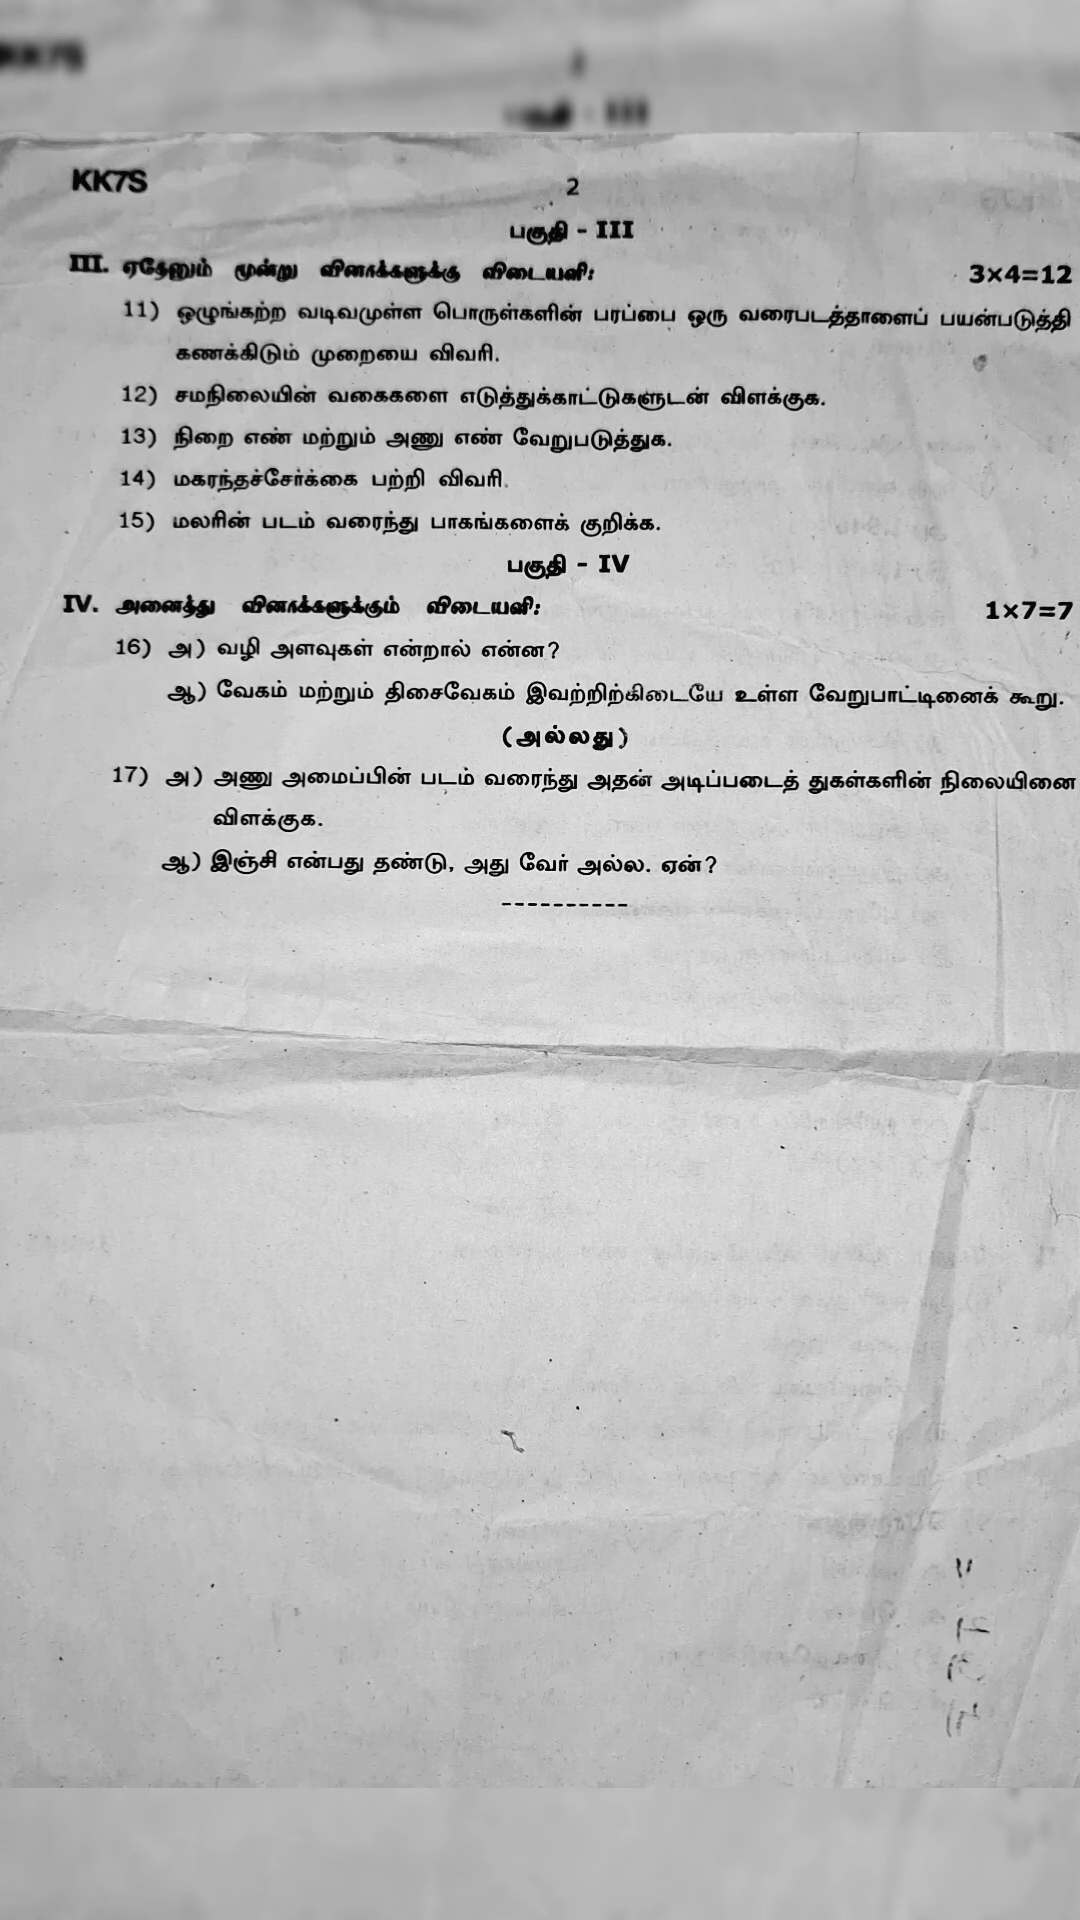 KK7S
2
பகுதி - III
III. ஏதேனும் மூன்று வினாக்களுக்கு விடையளி: 3×4=12
11) ஒழுங்கற்ற வடிவமுள்ள பொருள்களின் பரப்பை ஒரு வரைபடத்தாளைப் பயன்படுத்தி
கணக்கிடும் முறையை விவரி.
12) சமநிலையின் வகைகளை எடுத்துக்காட்டுகளுடன் விளக்குக.
13) நிறை எண் மற்றும் அணு எண் வேறுபடுத்துக.
14) மகரந்தச்சேர்க்கை பற்றி விவரி.
15) மலரின் படம் வரைந்து பாகங்களைக் குறிக்க.
பகுதி - IV
IV. அனைத்து வினாக்களுக்கும் விடையளி: 1×7=7
16) அ) வழி அளவுகள் என்றால் என்ன?
ஆ) வேகம் மற்றும் திசைவேகம் இவற்றிற்கிடையே உள்ள வேறுபாட்டினைக் கூறு.
(அல்லது)
17) அ) அணு அமைப்பின் படம் வரைந்து அதன் அடிப்படைத் துகள்களின் நிலையினை
விளக்குக.
ஆ) இஞ்சி என்பது தண்டு, அது வேர் அல்ல. ஏன்?
----------